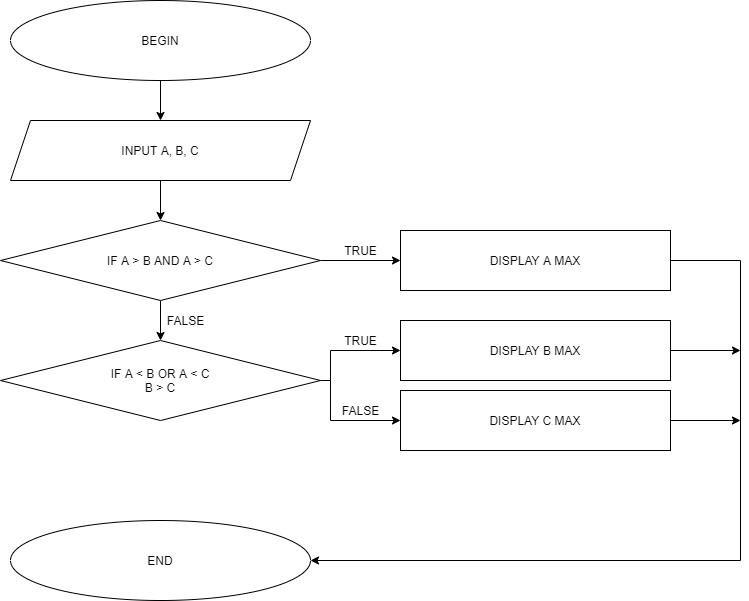 BEGIN
INPUT A, B, C
IF A > B AND A > C
TRUE
DISPLAY A MAX
FALSE
IF A < B OR A < C
B > C
TRUE
DISPLAY B MAX
FALSE
DISPLAY C MAX
END